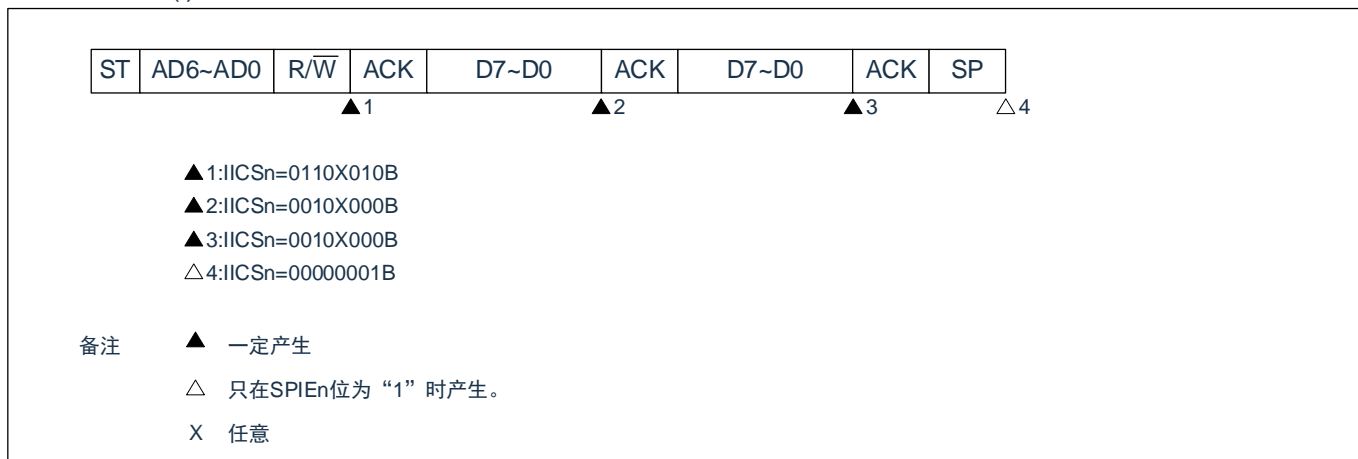 ST AD6~AD0 R/W ACK D7~D0 ACK D7~D0 ACK SP
▲1 ▲2 ▲3 △4
▲1:IICSn=0110X010B
▲2:IICSn=0010X000B
▲3:IICSn=0010X000B
△4:IICSn=00000001B
备注 ▲ 一定产生
△ 只在SPIEn位为“1”时产生。
X 任意